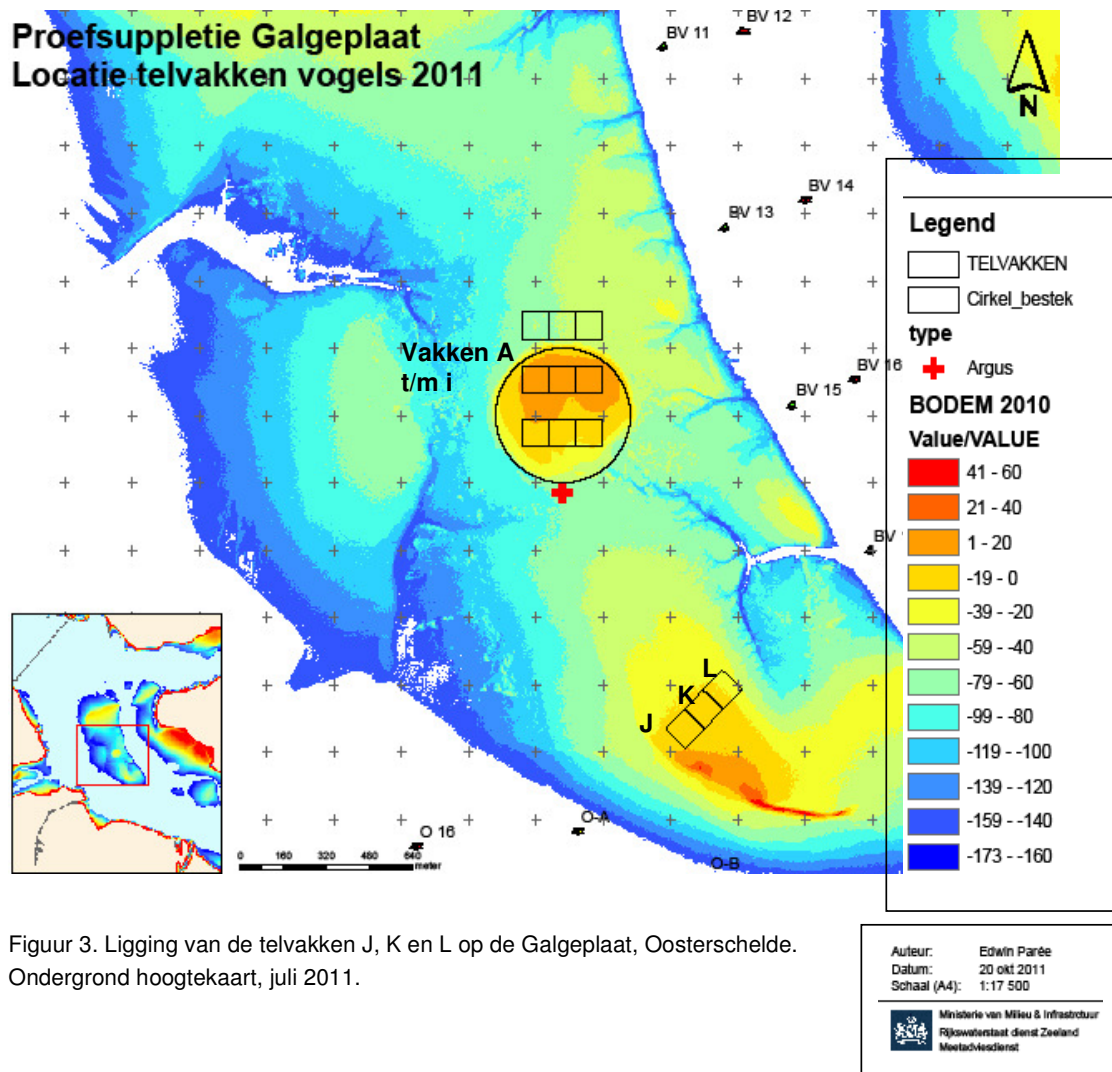 Proefsuppletie Galgeplaat
Locatie telvakken vogels 2011
BV 11
BV 12
N
BV 14
BV 13
Legend
TELVAKKEN
Cirkel_bestek
type
Argus
BODEM 2010
Value/VALUE
41 - 60
21 - 40
1 - 20
-19 - 0
-39 - -20
-59 - -40
-79 - -60
-99 - -80
-119 - -100
-139 - -120
-159 - -140
-173 - -160
Vakken A
t/m i
BV 16
BV 15
BV
L
K
J
O-A
O 16
O-B
0 160 320 480 640
meter
Figuur 3. Ligging van de telvakken J, K en L op de Galgeplaat, Oosterschelde.
Ondergrond hoogtekaart, juli 2011.
Auteur: Edwin Parée
Datum: 20 okt 2011
Schaal (A4): 1:17 500
Ministerie van Milieu & Infrastrctuur
Rijkswaterstaat dienst Zeeland
Meetadviesdienst